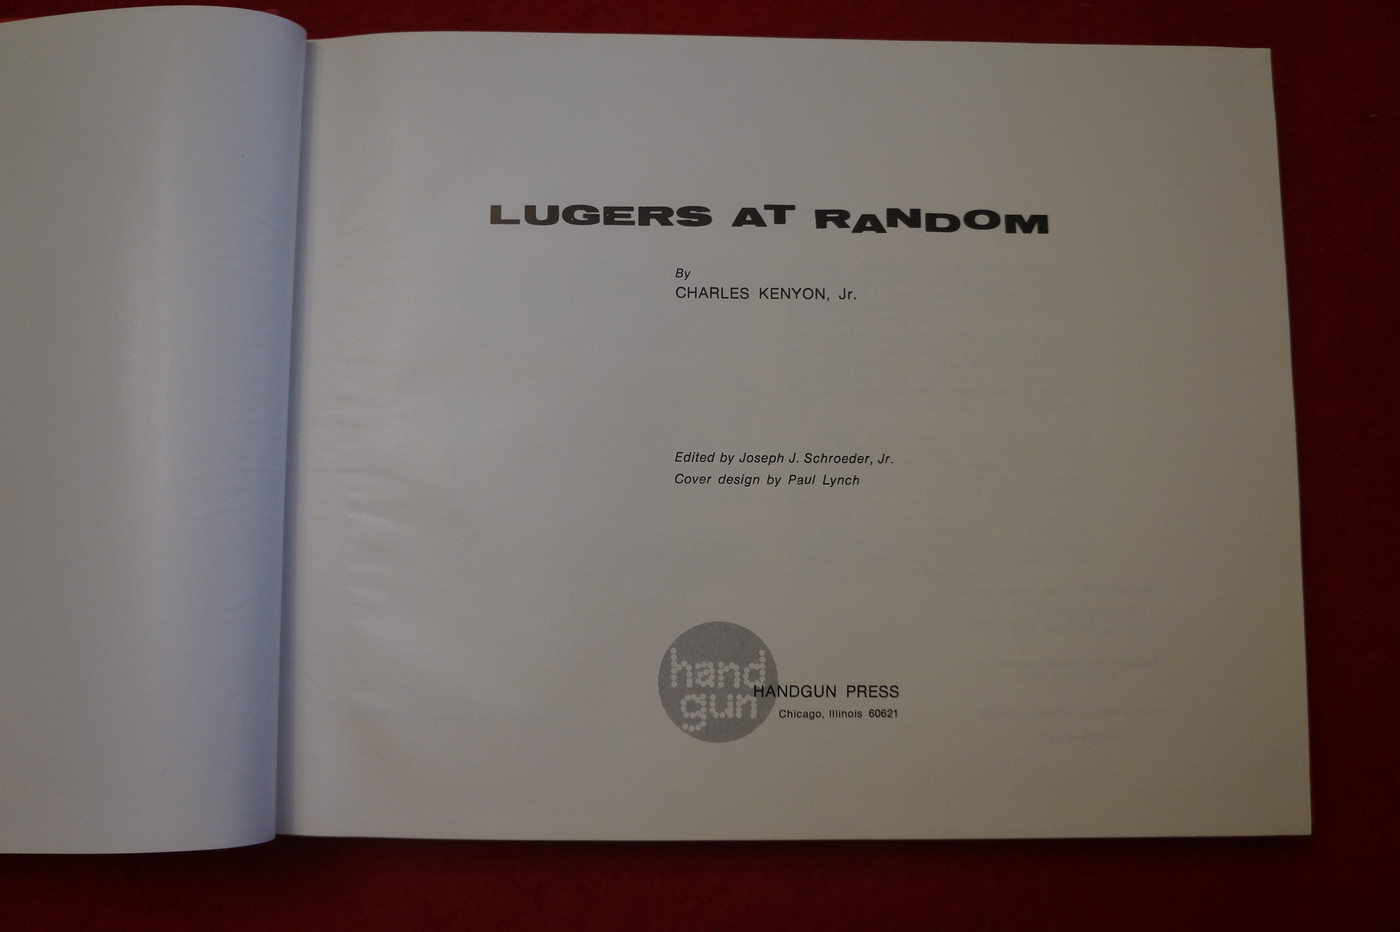 LUGERS AT RANDOM
By
CHARLES KENYON, Jr.
Edited by Joseph J. Schroeder, Jr.
Cover design by Paul Lynch
hand
gun
HANDGUN PRESS
Chicago, Illinois 60621